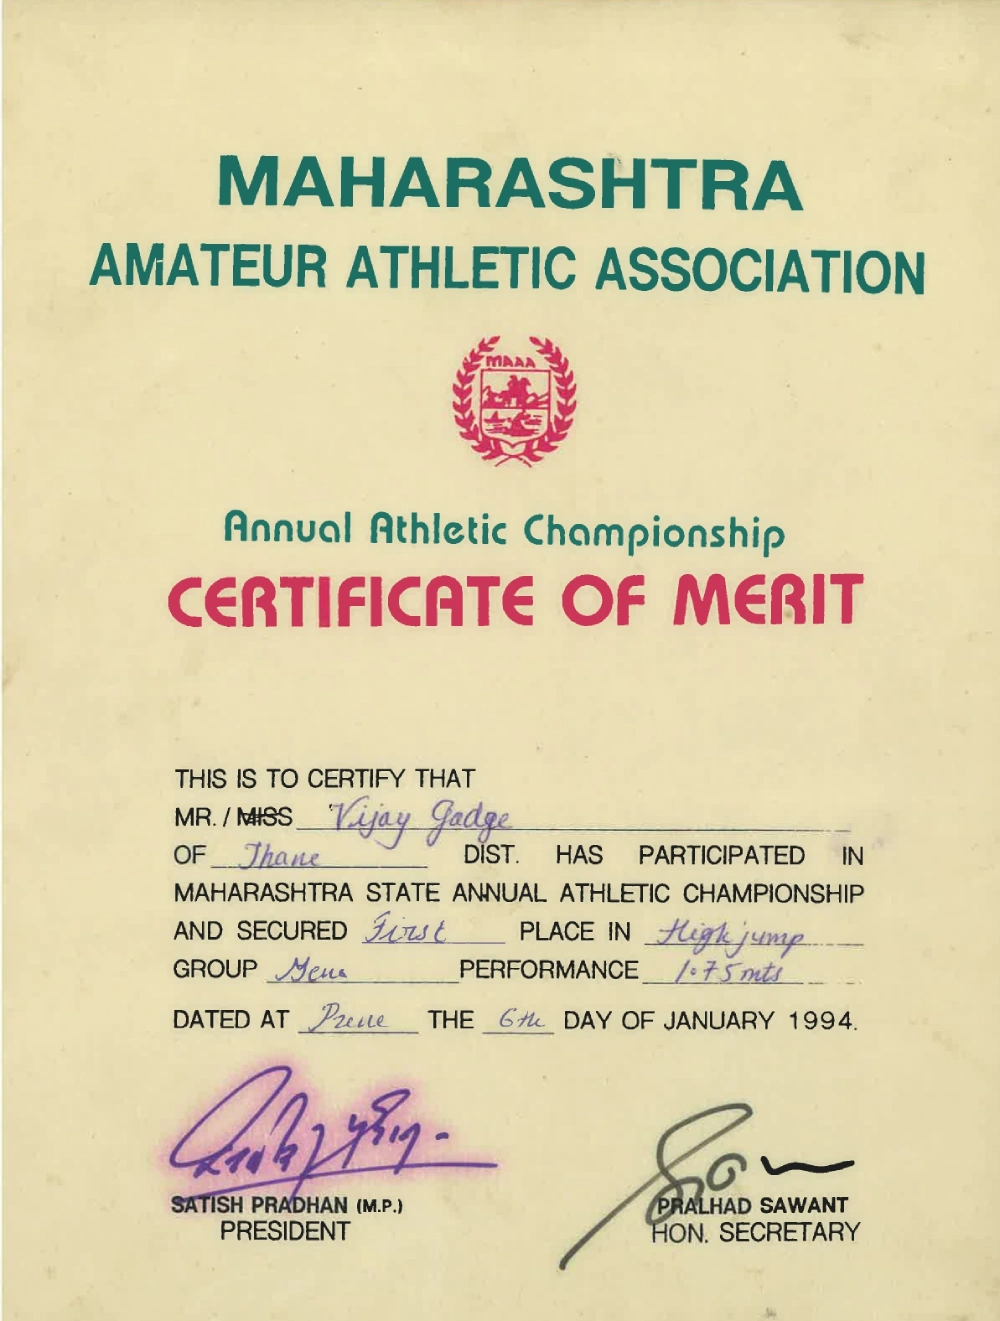 MAHARASHTRA
AMATEUR ATHLETIC ASSOCIATION
MAAA
Annual Athletic Championship
CERTIFICATE OF MERIT
THIS IS TO CERTIFY THAT
MR. / MISS Vijay Gadge
OF Thane DIST. HAS PARTICIPATED IN
MAHARASHTRA STATE ANNUAL ATHLETIC CHAMPIONSHIP
AND SECURED First PLACE IN High jump
GROUP PERFORMANCE 1.75 mts
DATED AT THE 6th DAY OF JANUARY 1994.
SATISH PRADHAN (M.P.)
PRESIDENT
PRALHAD SAWANT
HON. SECRETARY